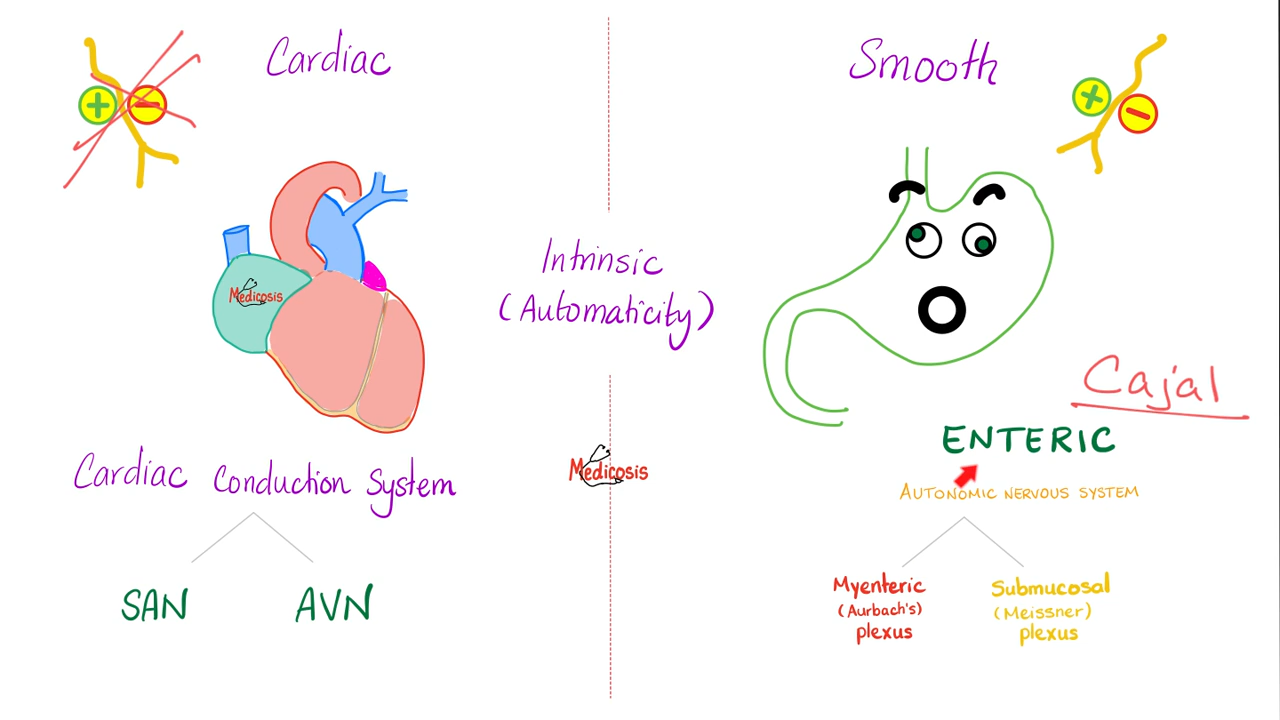 Cardiac
+
-
Medicosis
Cardiac Conduction System
SAN
AVN
Intrinsic
(Automaticity)
Medicosis
Smooth
+
-
Cajal
ENTERIC
AUTONOMIC NERVOUS SYSTEM
Myenteric
(Aurbach's)
plexus
Submucosal
(Meissner)
plexus